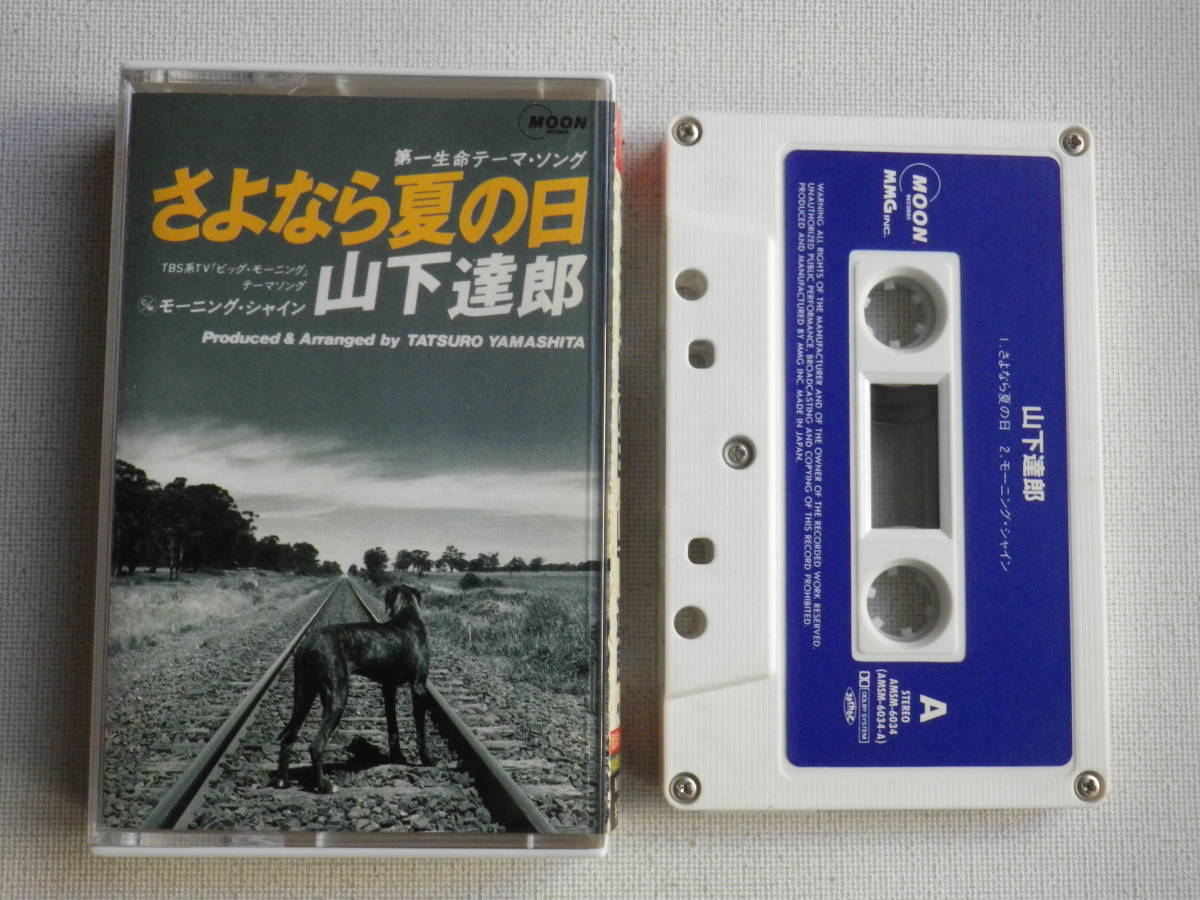 MOON
RECORDS
第一生命テーマ・ソング
さよなら夏の日
TBS系TV「ビッグ・モーニング」
テーマソング
山下達郎
C/W モーニング・シャイン
Produced & Arranged by TATSURO YAMASHITA
MOON
RECORDS
MMG INC.
山下達郎
1. さよなら夏の日 2. モーニング・シャイン
A
STEREO
AMSM-6034
(AMSM-6034-A)
DOLBY SYSTEM
WARNING: ALL RIGHTS OF THE MANUFACTURER AND OF THE OWNER OF THE RECORDED WORK RESERVED.
UNAUTHORIZED PUBLIC PERFORMANCE, BROADCASTING AND COPYING OF THIS RECORD PROHIBITED.
PRODUCED AND MANUFACTURED BY MMG INC. MADE IN JAPAN.